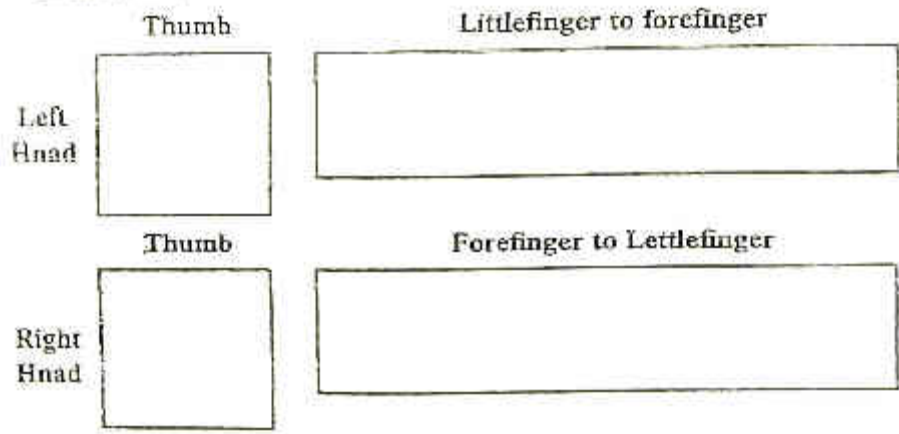 Thumb
Littlefinger to forefinger
Left
Hnad
Thumb
Forefinger to Lettlefinger
Right
Hnad